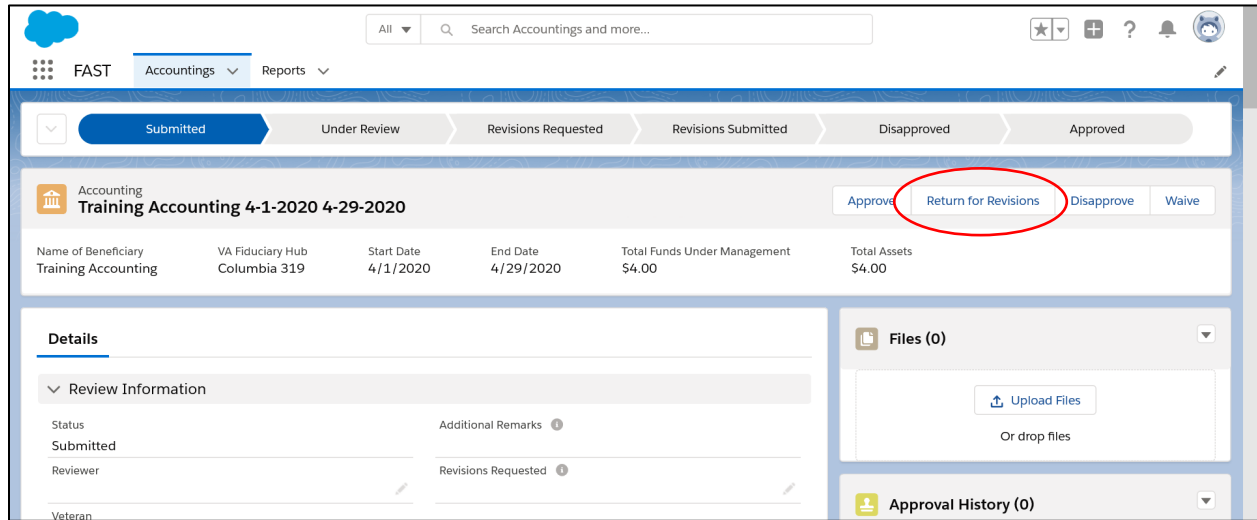 All Search Accountings and more...
FAST Accountings Reports
Submitted Under Review Revisions Requested Revisions Submitted Disapproved Approved
Accounting
Training Accounting 4-1-2020 4-29-2020
Approve Return for Revisions Disapprove Waive
Name of Beneficiary VA Fiduciary Hub Start Date End Date Total Funds Under Management Total Assets
Training Accounting Columbia 319 4/1/2020 4/29/2020 $4.00 $4.00
Details
Review Information
Status Additional Remarks
Submitted
Reviewer Revisions Requested
Veteran
Files (0)
Upload Files
Or drop files
Approval History (0)